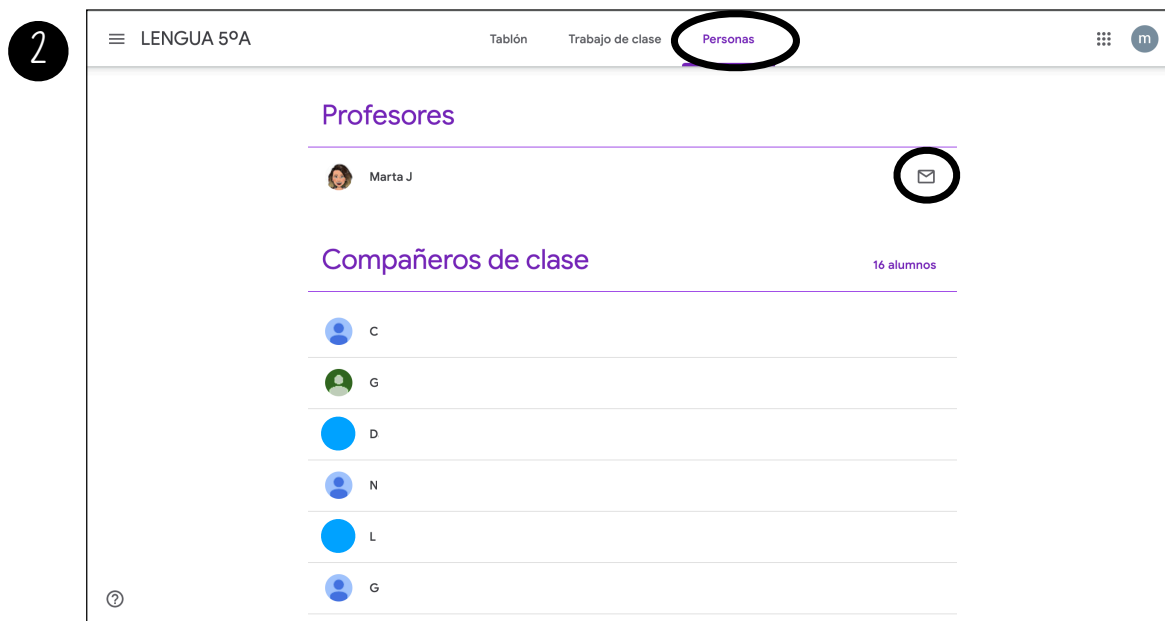 2
LENGUA 5ºA
Tablón Trabajo de clase Personas
m
Profesores
Marta J
Compañeros de clase
16 alumnos
C
G
D
N
L
G
?